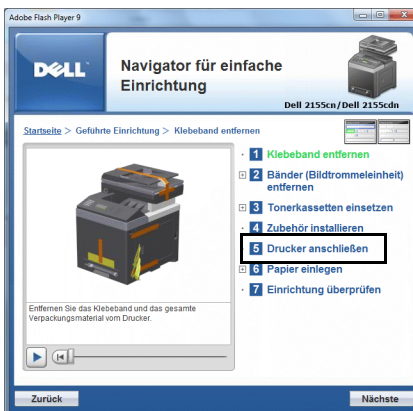 Adobe Flash Player 9
DELL
Navigator für einfache
Einrichtung
Dell 2155cn/Dell 2155cdn
Startseite > Geführte Einrichtung > Klebeband entfernen
1 Klebeband entfernen
2 Bänder (Bildtrommeleinheit)
entfernen
3 Tonerkassetten einsetzen
4 Zubehör installieren
5 Drucker anschließen
6 Papier einlegen
7 Einrichtung überprüfen
Entfernen Sie das Klebeband und das gesamte
Verpackungsmaterial vom Drucker.
Zurück
Nächste